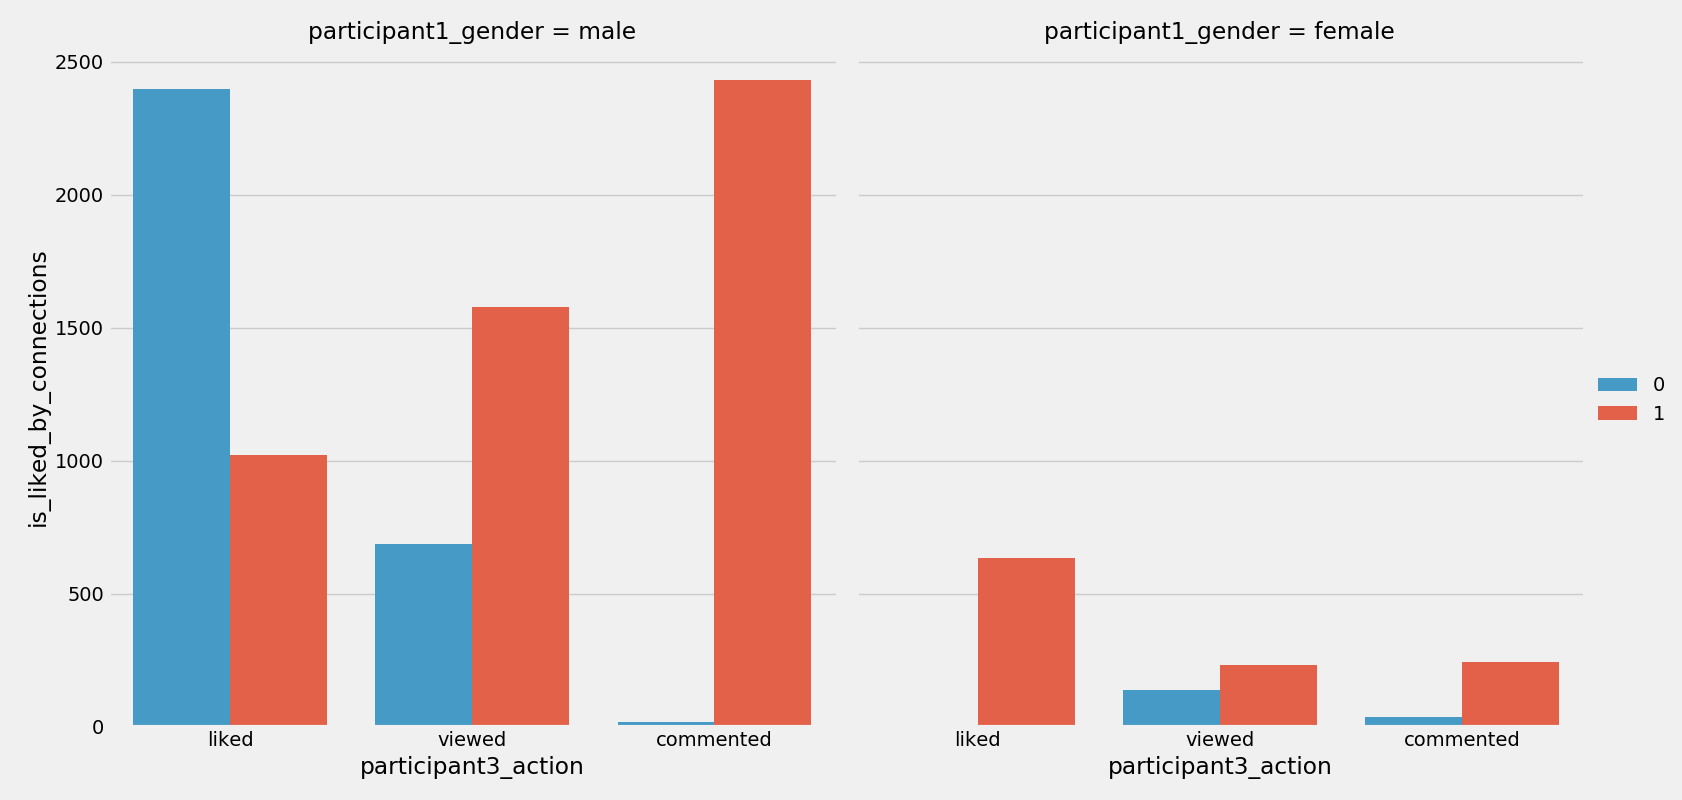 participant1_gender = male
participant1_gender = female
is_liked_by_connections
2500
2000
1500
1000
500
0
liked
viewed
commented
participant3_action
liked
viewed
commented
participant3_action
0
1